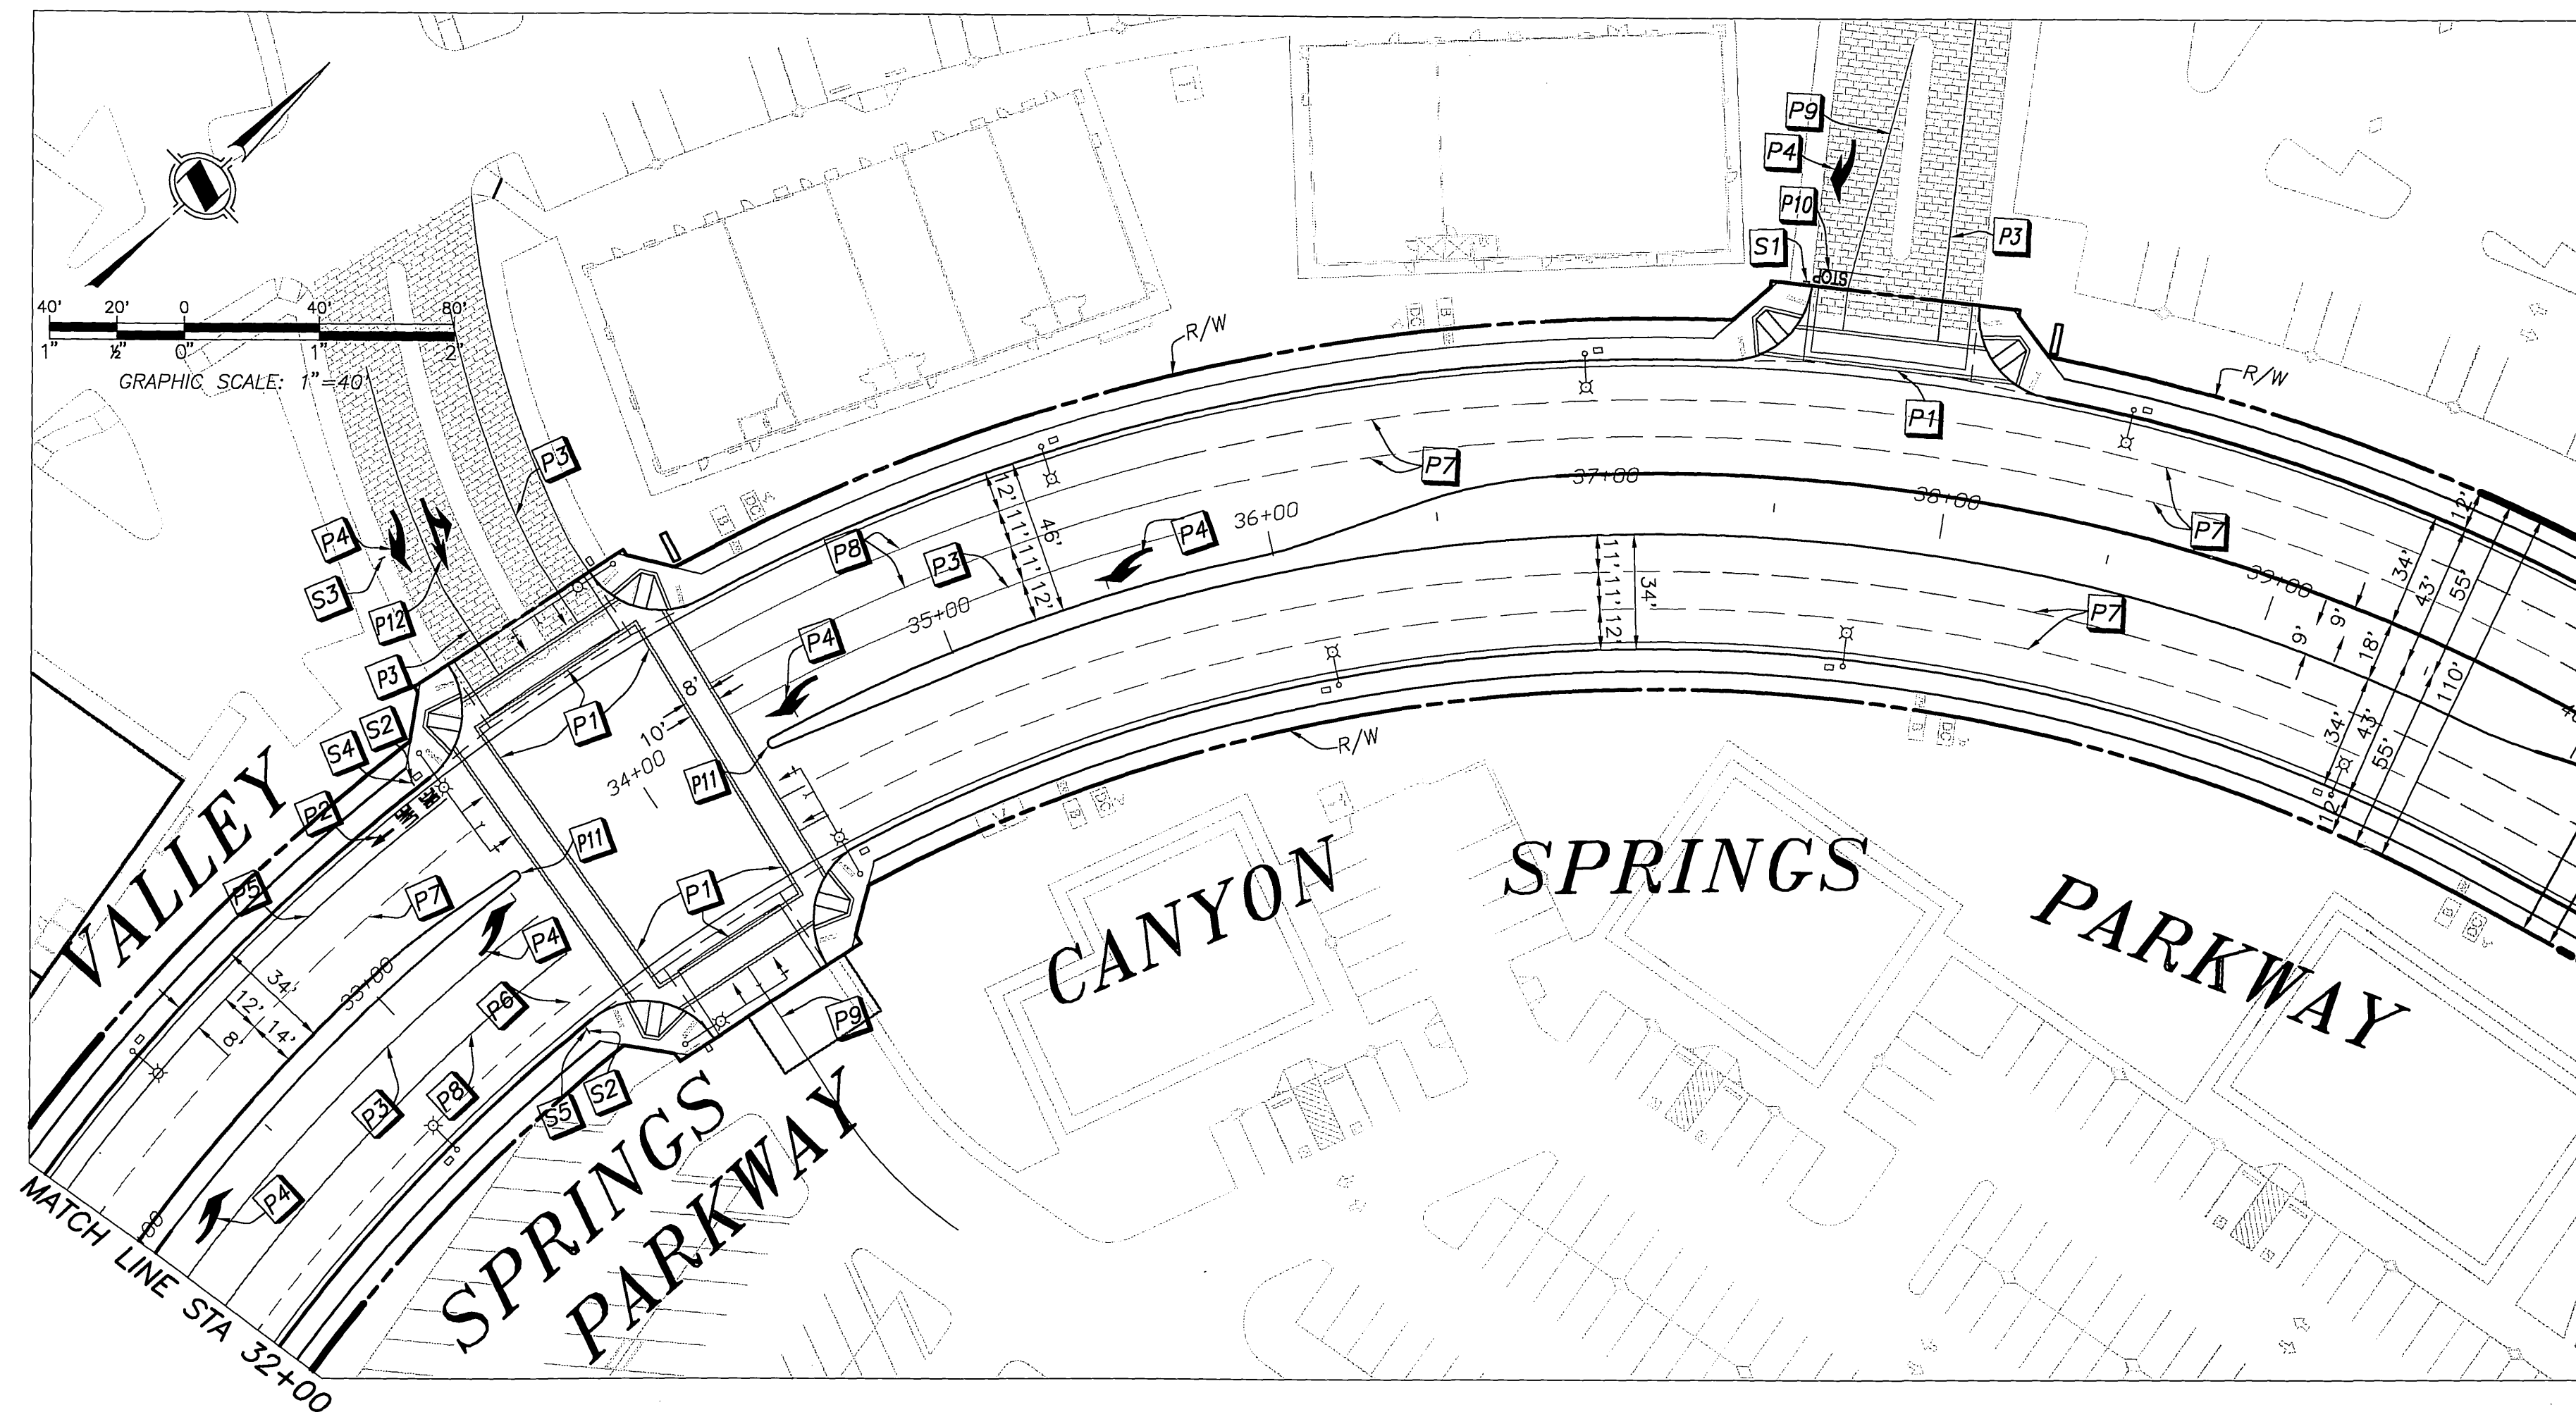 P9
P4
P10
S1
STOP
P3
40' 20' 0 40' 80'
1" ½" 0" 1" 2"
GRAPHIC SCALE: 1"=40'
R/W
R/W
P1
P3
P7
37+00
38+00
P7
12'
11'
11'
12'
46'
P4
36+00
P8
P3
35+00
P4
P4
S3
P12
P3
S2
S4
P1
8'
10'
34+00
P11
P11
P2
P5
P7
P1
P4
P6
P9
34'
12'
14'
8'
33+00
P3
P8
S5
S2
P4
11'
11'
12'
34'
P7
39+00
12'
34'
43'
55'
9'
9'
18'
110'
34'
43'
55'
12'
R/W
VALLEY
SPRINGS
PARKWAY
CANYON SPRINGS PARKWAY
MATCH LINE STA 32+00